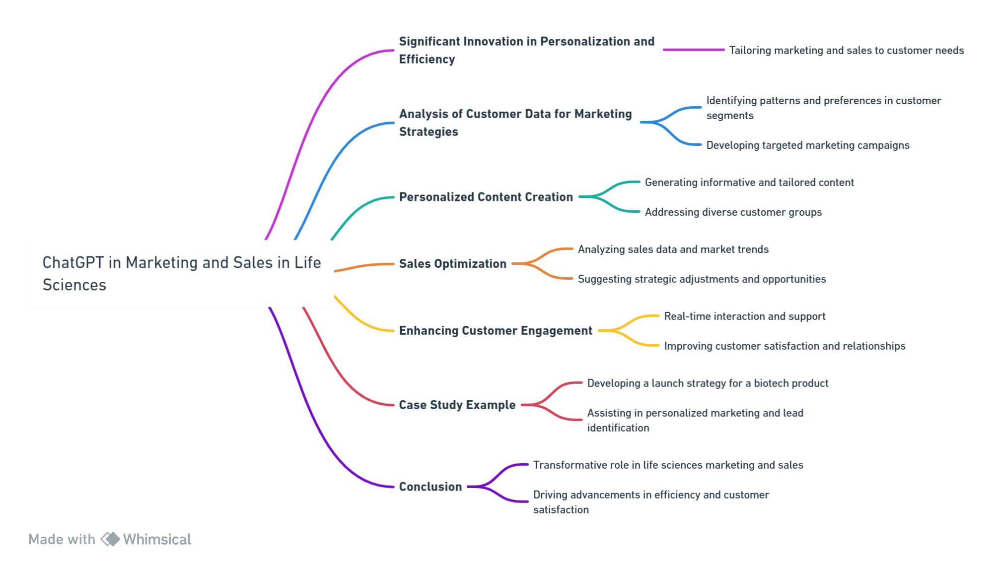 Significant Innovation in Personalization and
Efficiency
Tailoring marketing and sales to customer needs
Analysis of Customer Data for Marketing
Strategies
Identifying patterns and preferences in customer
segments
Developing targeted marketing campaigns
Personalized Content Creation
Generating informative and tailored content
Addressing diverse customer groups
ChatGPT in Marketing and Sales in Life
Sciences
Sales Optimization
Analyzing sales data and market trends
Suggesting strategic adjustments and opportunities
Enhancing Customer Engagement
Real-time interaction and support
Improving customer satisfaction and relationships
Case Study Example
Developing a launch strategy for a biotech product
Assisting in personalized marketing and lead
identification
Conclusion
Transformative role in life sciences marketing and sales
Driving advancements in efficiency and customer
satisfaction
Made with Whimsical